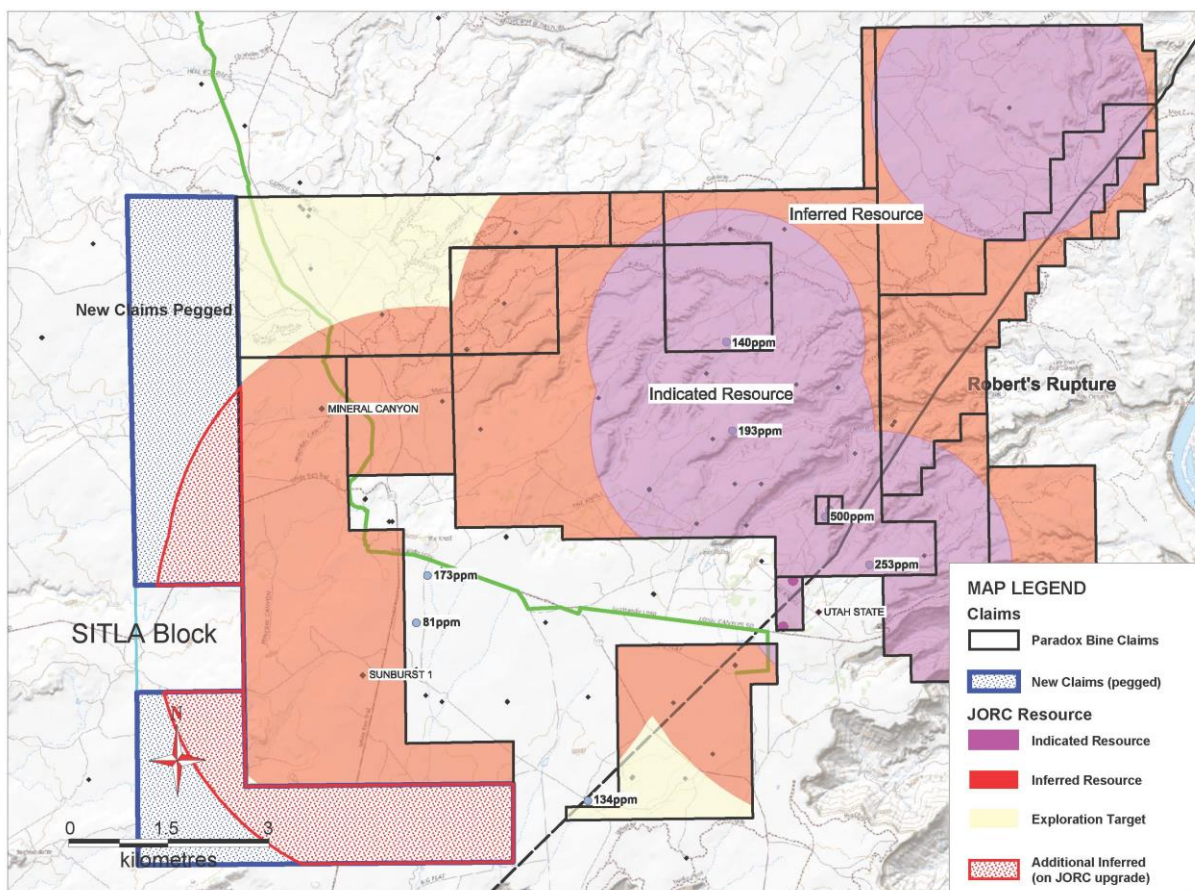 Inferred Resource
New Claims Pegged
140ppm
Robert's Rupture
Indicated Resource
MINERAL CANYON
193ppm
500ppm
253ppm
173ppm
UTAH STATE
81ppm
SITLA Block
SUNBURST 1
N
134ppm
0 1.5 3
kilometres
MAP LEGEND
Claims
Paradox Bine Claims
New Claims (pegged)
JORC Resource
Indicated Resource
Inferred Resource
Exploration Target
Additional Inferred
(on JORC upgrade)